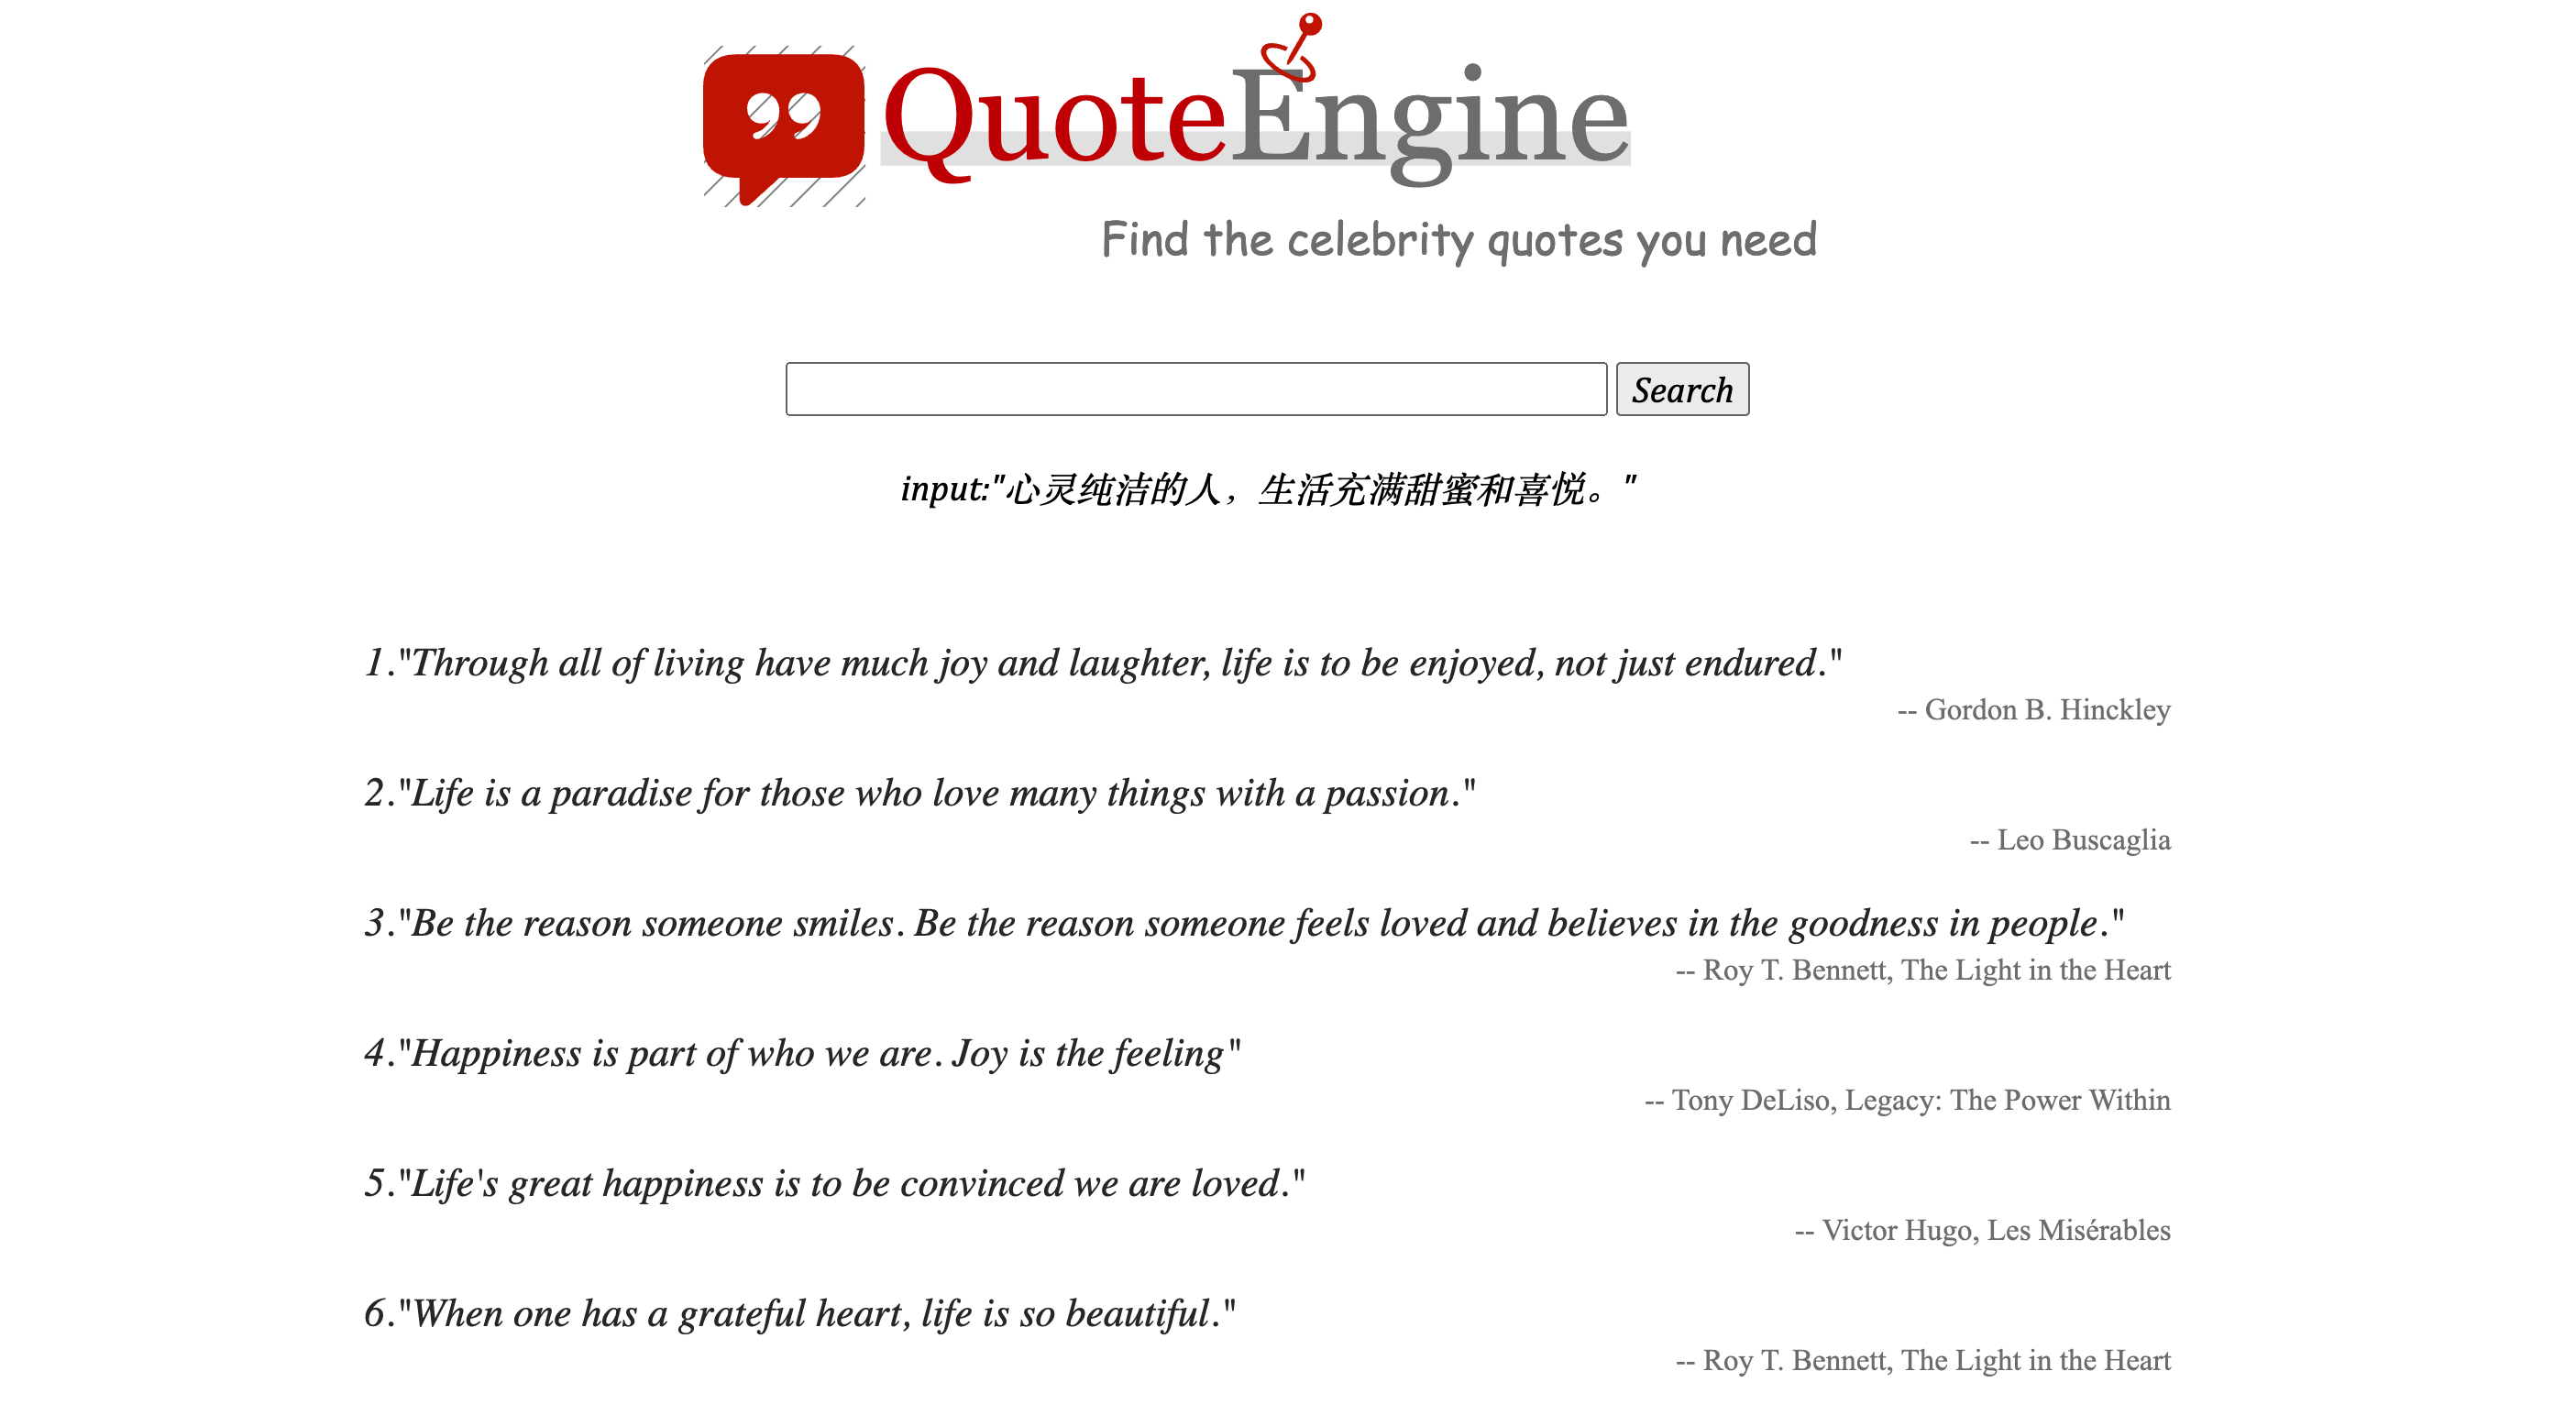 QuoteEngine
Find the celebrity quotes you need
Search
input:"心灵纯洁的人，生活充满甜蜜和喜悦。"
1."Through all of living have much joy and laughter, life is to be enjoyed, not just endured."
-- Gordon B. Hinckley
2."Life is a paradise for those who love many things with a passion."
-- Leo Buscaglia
3."Be the reason someone smiles. Be the reason someone feels loved and believes in the goodness in people."
-- Roy T. Bennett, The Light in the Heart
4."Happiness is part of who we are. Joy is the feeling"
-- Tony DeLiso, Legacy: The Power Within
5."Life's great happiness is to be convinced we are loved."
-- Victor Hugo, Les Misérables
6."When one has a grateful heart, life is so beautiful."
-- Roy T. Bennett, The Light in the Heart